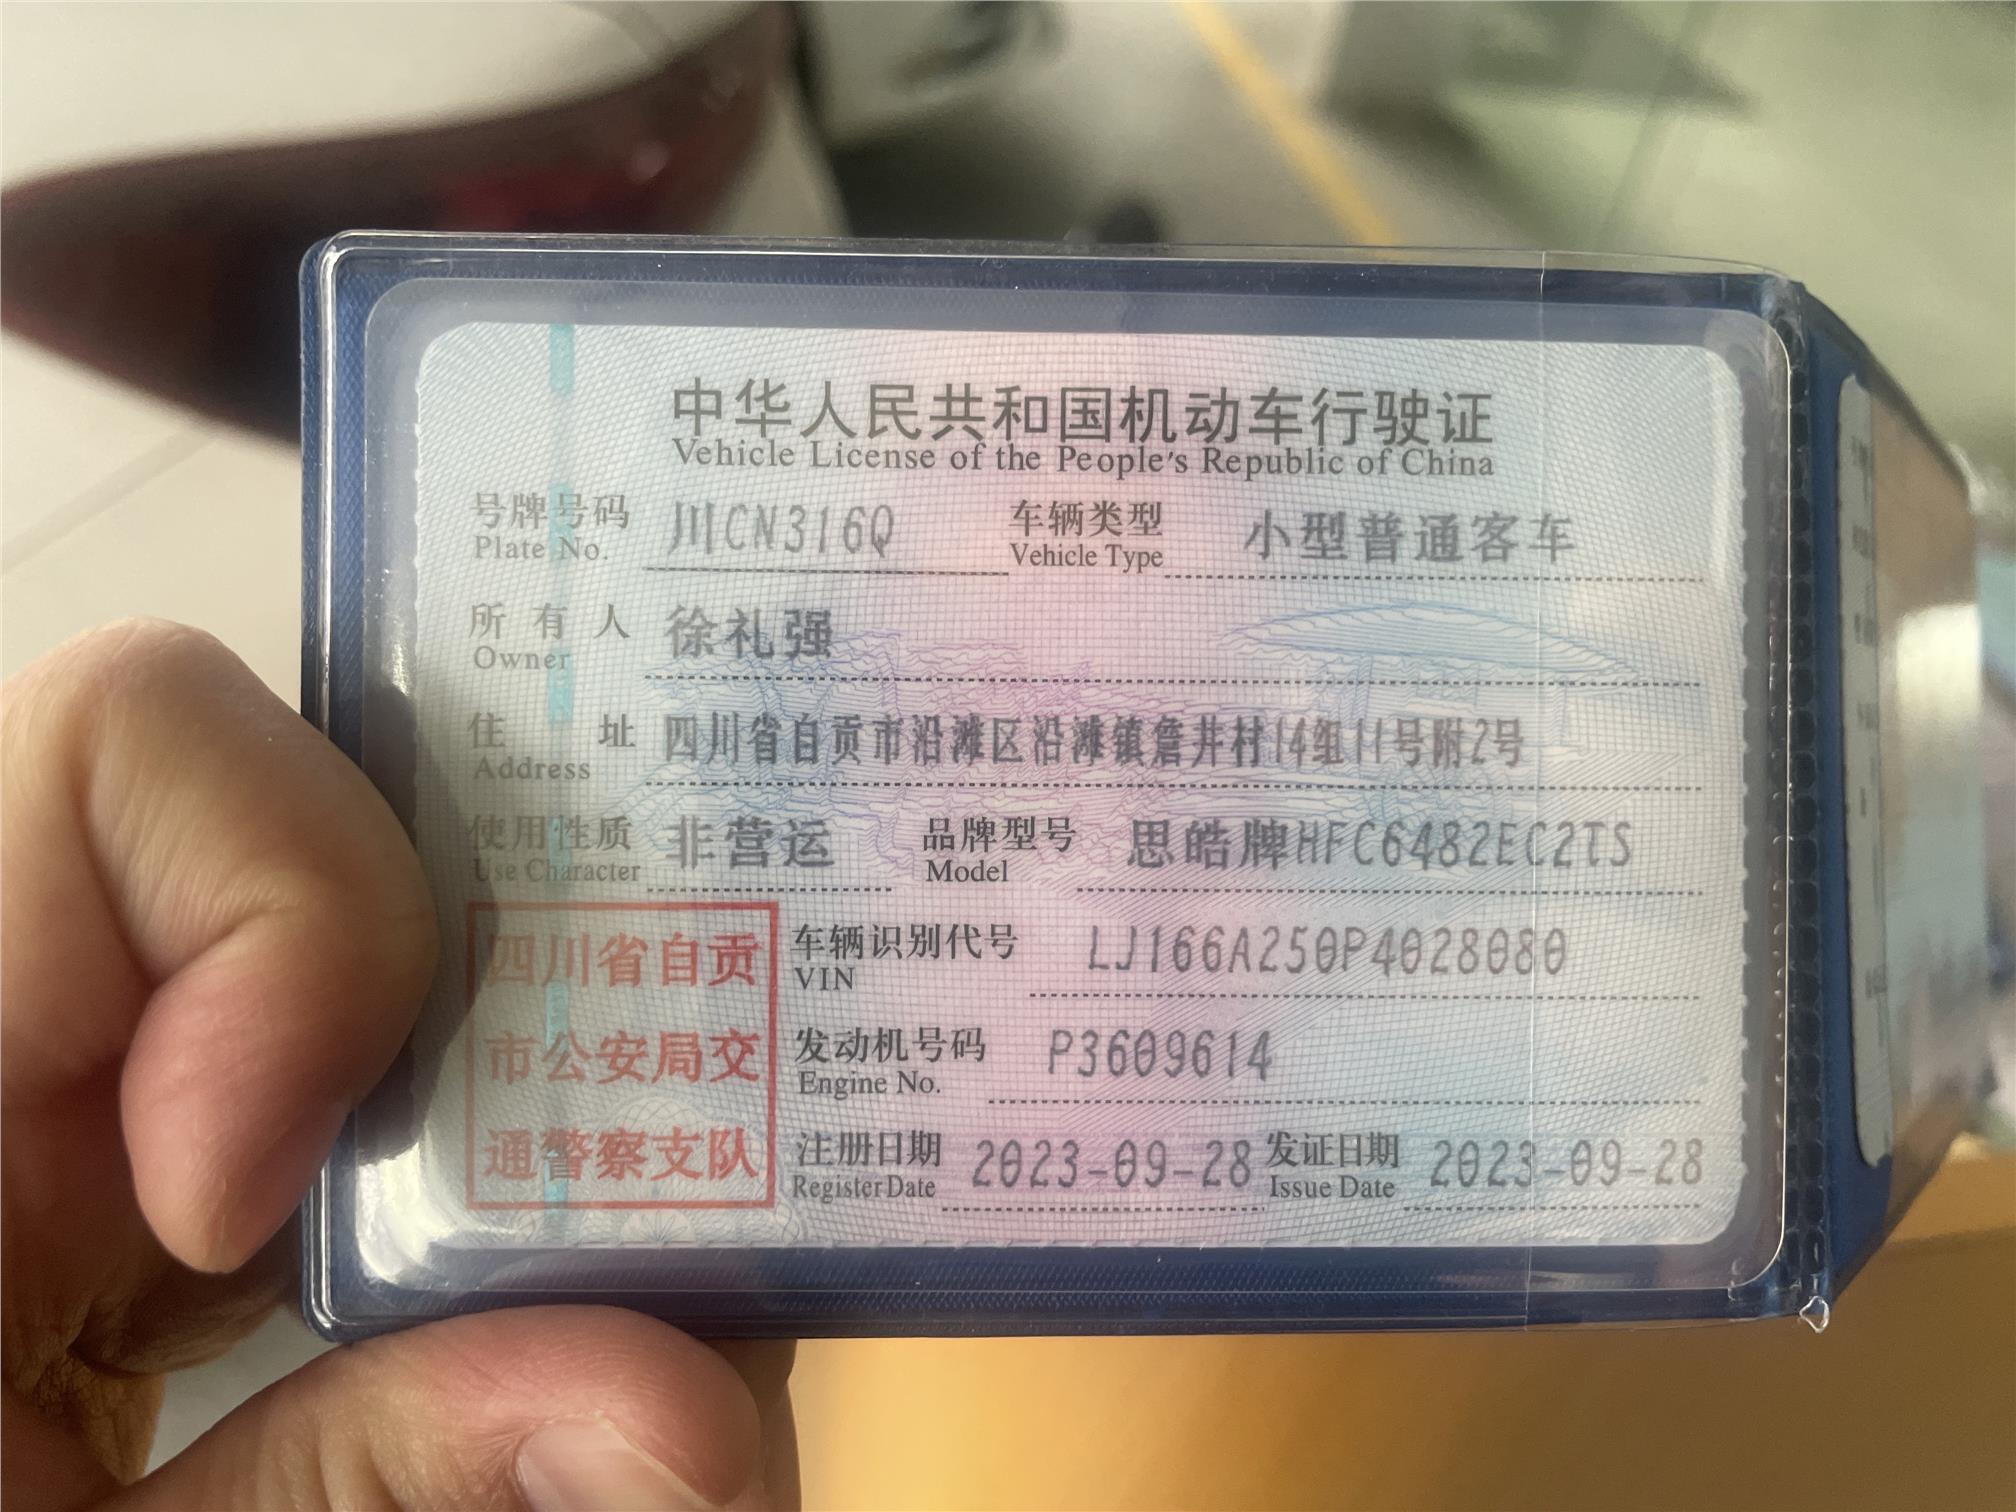 中华人民共和国机动车行驶证
Vehicle License of the People's Republic of China
号牌号码 川CN316Q 车辆类型 小型普通客车
Plate No. Vehicle Type
所有人 徐礼强
Owner
住址 四川省自贡市沿滩区沿滩镇詹井村14组11号附2号
Address
使用性质 非营运 品牌型号 思皓牌HFC6482EC2TS
Use Character Model
四川省自贡
市公安局交
通警察支队
车辆识别代号 LJ166A250P4028080
VIN
发动机号码 P3609614
Engine No.
注册日期 2023-09-28 发证日期 2023-09-28
Register Date Issue Date